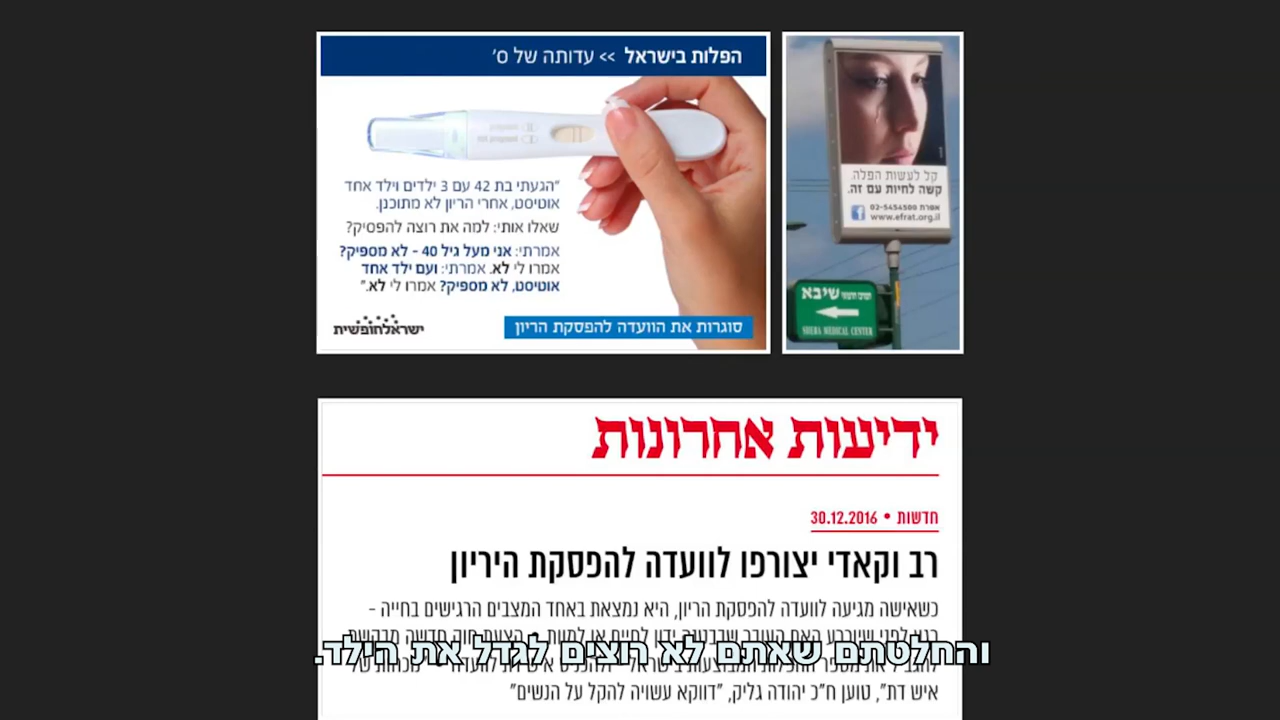 הפלות בישראל >> עדותה של ס'
"הגעתי בת 42 עם 3 ילדים וילד אחד
אוטיסט, אחרי הריון לא מתוכנן.
שאלו אותי: למה את רוצה להפסיק?
אמרתי: אני מעל גיל 40 - לא מספיק?
אמרו לי לא. אמרתי: ועם ילד אחד
אוטיסט, לא מספיק? אמרו לי לא."
סוגרות את הוועדה להפסקת הריון
ישראל חופשית
קל לעשות הפלה.
קשה לחיות עם זה.
אפרת 02-5454500
www.efrat.org.il
שיבא
SHEBA MEDICAL CENTER
ידיעות אחרונות
חדשות • 30.12.2016
רב וקאדי יצורפו לוועדה להפסקת היריון
כשאישה מגיעה לוועדה להפסקת הריון, היא נמצאת באחד המצבים הרגישים בחייה -
והחלטתם שאתם לא רוצים לגדל את הילד.
איש דת", טוען ח"כ יהודה גליק, "דווקא עשויה להקל על הנשים"